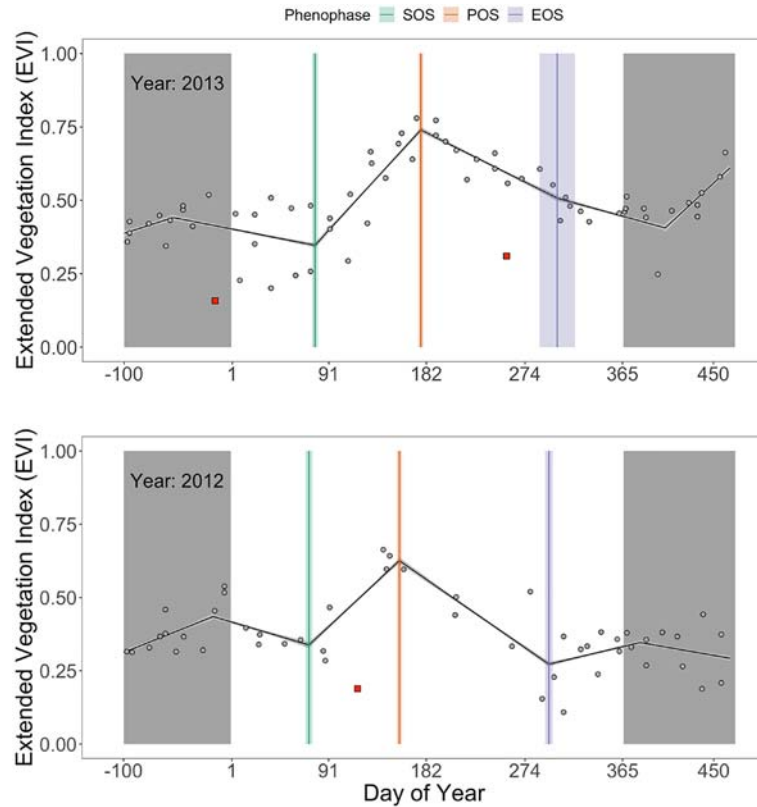 Phenophase SOS POS EOS
Extended Vegetation Index (EVI)
1.00
0.75
0.50
0.25
0.00
Year: 2013
-100 1 91 182 274 365 450
Extended Vegetation Index (EVI)
1.00
0.75
0.50
0.25
0.00
Year: 2012
-100 1 91 182 274 365 450
Day of Year